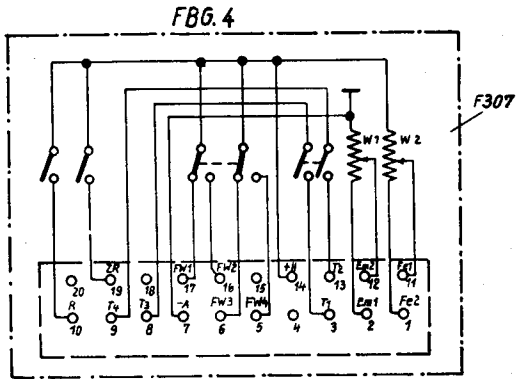 FBG. 4
F307
W1 W2
ZR FW1 FW2 T2 Em2
20 19 18 17 16 15 14 13 12 11
R T4 T3 -A FW3 FW4 T1 Em1 Fe2
10 9 8 7 6 5 4 3 2 1